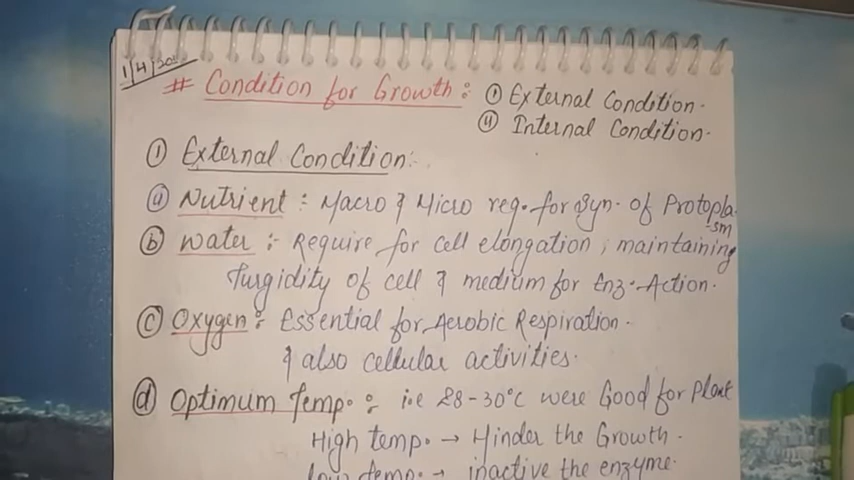 1/4/20
# Condition for Growth : ① External Condition.
⑪ Internal Condition.
① External Condition :-
ⓐ Nutrient : Macro & Micro req. for Syn. of Protopla-
-sm
ⓑ Water :- Require for cell elongation, maintaining
Turgidity of cell & medium for Enz. Action.
ⓒ Oxygen : Essential for Aerobic Respiration.
& also cellular activities.
ⓓ Optimum Temp. : i.e 28-30°C were Good for Plant
High temp. → Hinder the Growth.
Low temp. → inactive the enzyme.